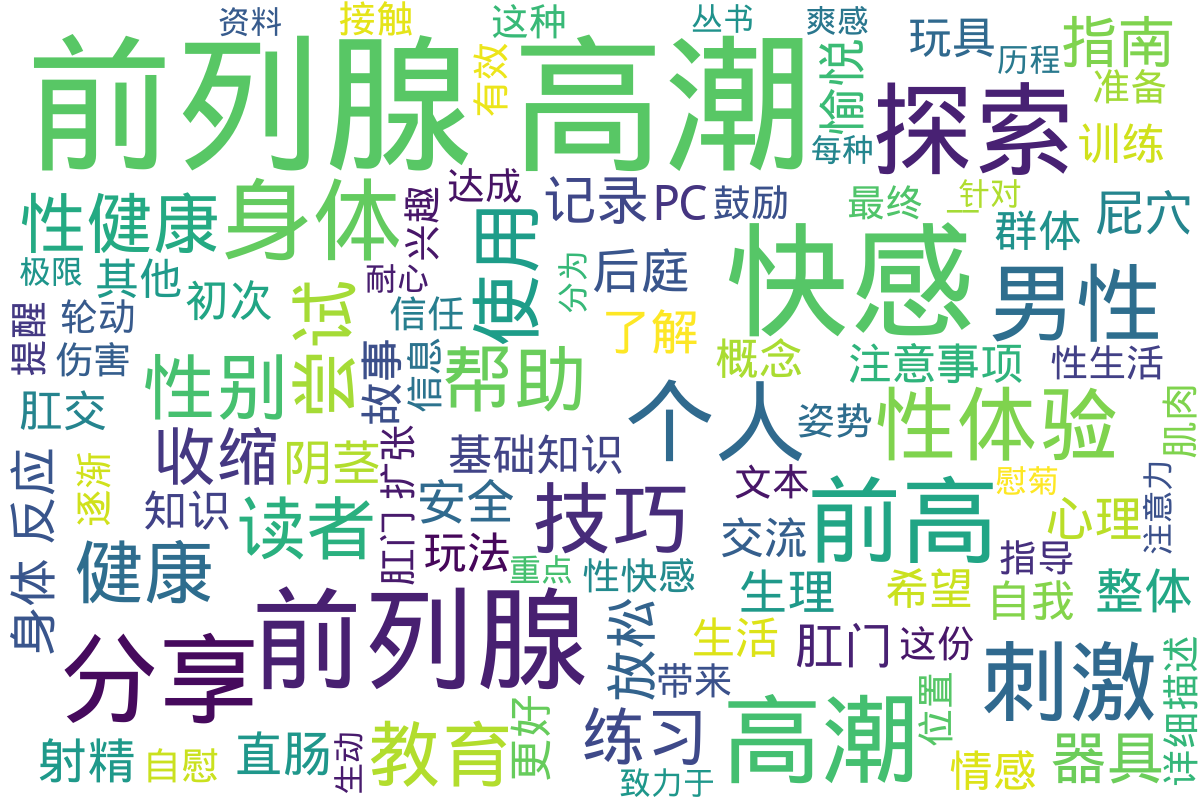 资料
接触
这种
丛书
爽感
玩具
历程
指南
前列腺高潮
有效
愉悦
探索
准备
每种
训练
性健康
身体
兴趣
达成
使用
记录
PC
鼓励
最终
一针对
群体
屁穴
快感
男性
极限
其他
初次
耐心
尝试
信任
分为
后庭
了解
提醒
轮动
伤害
肛交
性别
故事
信息
帮助
概念
注意事项
性生活
个人
姿势
性体验
肌肉
身体反应
逐渐
收缩
阴茎
肛门扩张
基础知识
知识
读者
安全
技巧
文本
前高
慰菊
心理
注意力
健康
玩法
重点
性快感
交流
指导
生理
希望
自我
整体
分享
前列腺
放松
生活
肛门
这份
带来
刺激
详细描述
射精
自慰
直肠
生动
教育
更好
练习
致力于
高潮
位置
情感
器具